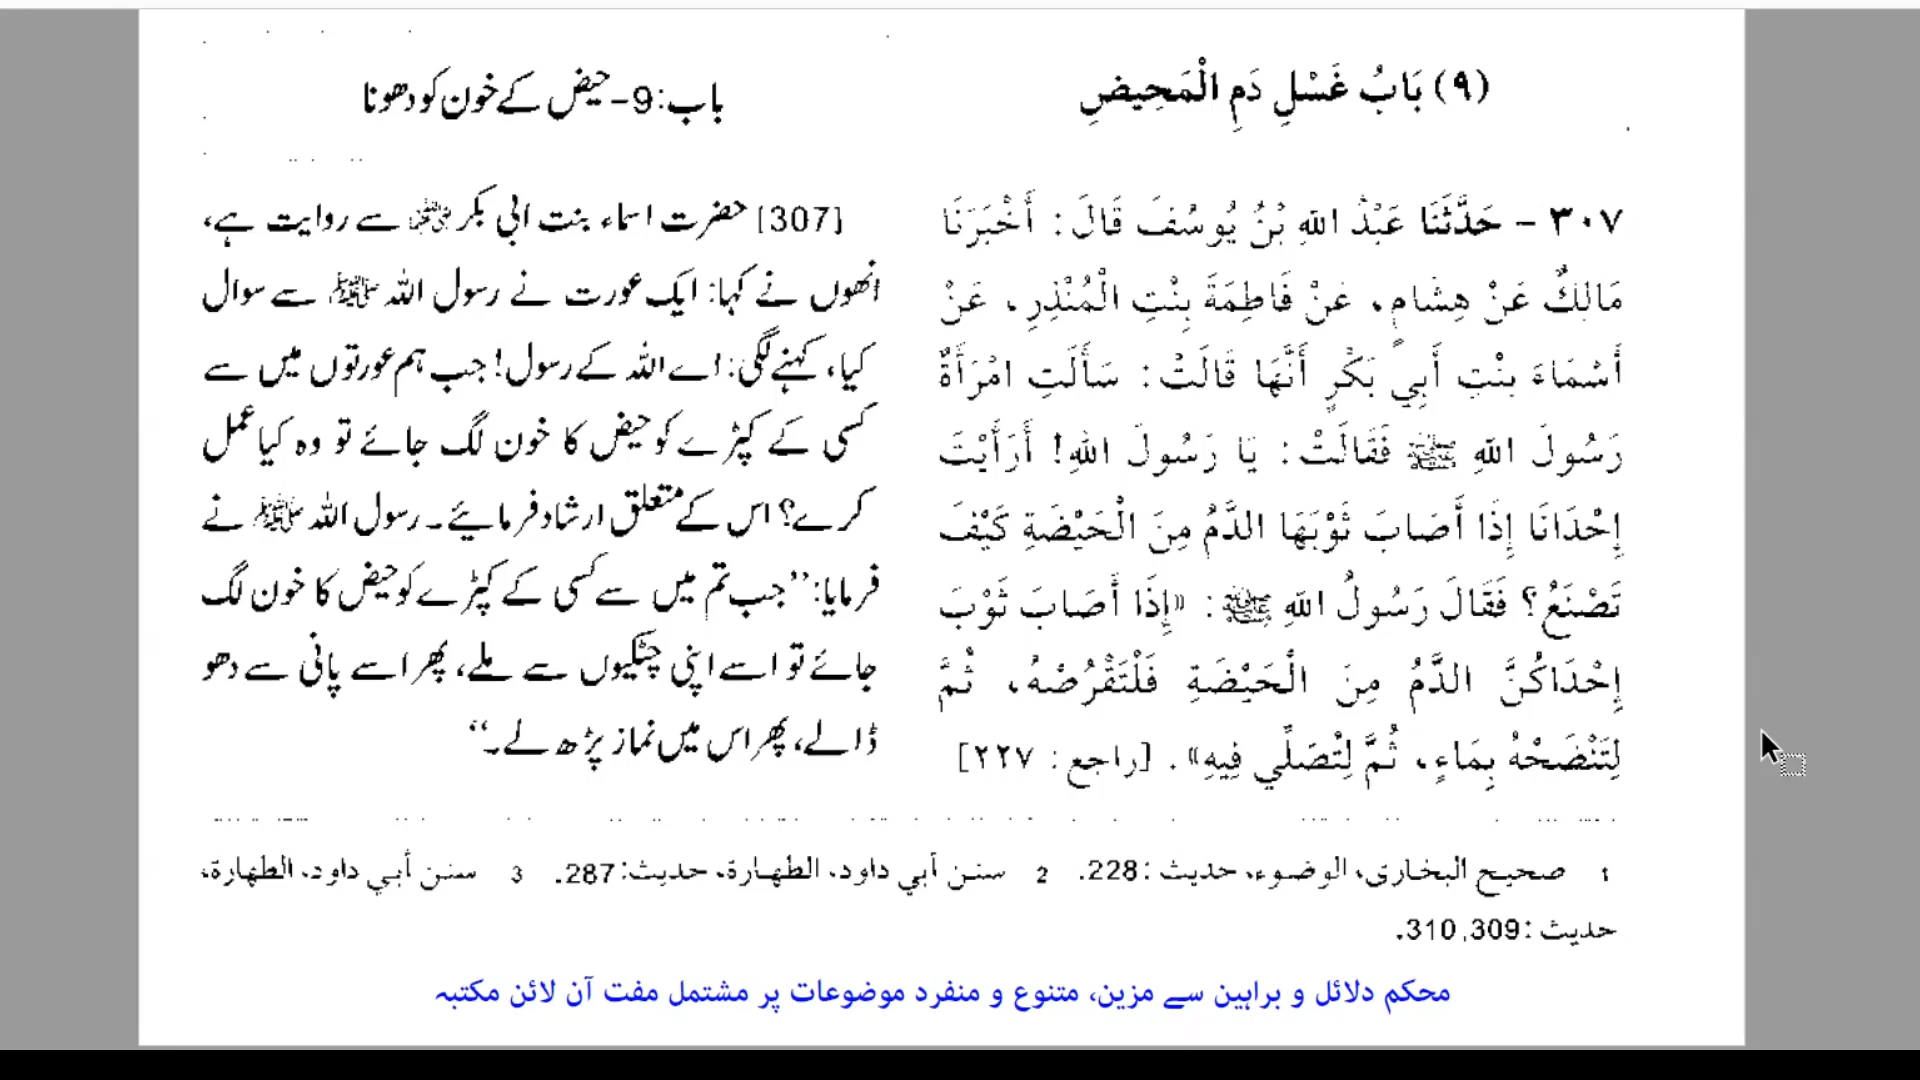 (٩) بَابُ غَسْلِ دَمِ الْمَحِيضِ
٣٠٧ - حَدَّثَنَا عَبْدُ اللهِ بْنُ يُوسُفَ قَالَ: أَخْبَرَنَا
مَالِكٌ عَنْ هِشَامٍ، عَنْ فَاطِمَةَ بِنْتِ الْمُنْذِرِ، عَنْ
أَسْمَاءَ بِنْتِ أَبِي بَكْرٍ أَنَّهَا قَالَتْ: سَأَلَتِ امْرَأَةٌ
رَسُولَ اللهِ ﷺ فَقَالَتْ: يَا رَسُولَ اللهِ! أَرَأَيْتَ
إِحْدَانَا إِذَا أَصَابَ ثَوْبَهَا الدَّمُ مِنَ الْحَيْضَةِ كَيْفَ
تَصْنَعُ؟ فَقَالَ رَسُولُ اللهِ ﷺ: «إِذَا أَصَابَ ثَوْبَ
إِحْدَاكُنَّ الدَّمُ مِنَ الْحَيْضَةِ فَلْتَقْرُصْهُ، ثُمَّ
لِتَنْضَحْهُ بِمَاءٍ، ثُمَّ لِتُصَلِّي فِيهِ». [راجع: ٢٢٧]
باب:9- حیض کے خون کو دھونا
[307] حضرت اسماء بنت ابی بکر ؓ سے روایت ہے،
انھوں نے کہا: ایک عورت نے رسول اللہ ﷺ سے سوال
کیا، کہنے لگی: اے اللہ کے رسول! جب ہم عورتوں میں سے
کسی کے کپڑے کو حیض کا خون لگ جائے تو وہ کیا عمل
کرے؟ اس کے متعلق ارشاد فرمائیے۔ رسول اللہ ﷺ نے
فرمایا: ’’جب تم میں سے کسی کے کپڑے کو حیض کا خون لگ
جائے تو اسے اپنی چٹکیوں سے ملے، پھر اسے پانی سے دھو
ڈالے، پھر اس میں نماز پڑھ لے۔‘‘
1 صحيح البخاري، الوضوء، حديث:228. 2 سنن أبي داود، الطهارة، حديث:287. 3 سنن أبي داود، الطهارة،
حديث:310,309.
محکم دلائل و براہین سے مزین، متنوع و منفرد موضوعات پر مشتمل مفت آن لائن مکتبہ